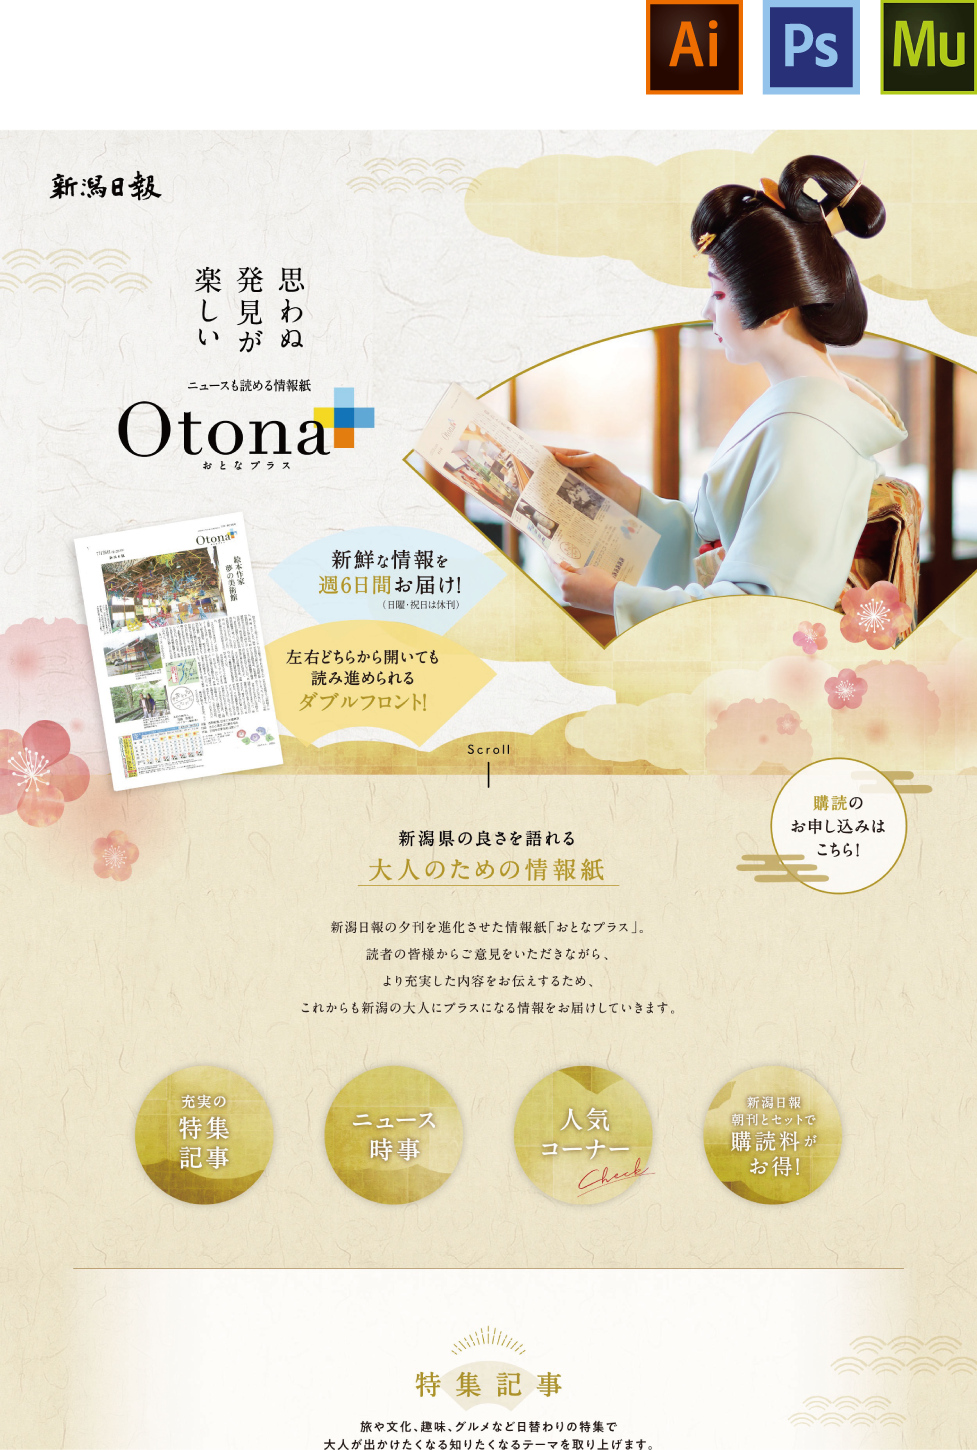 Ai Ps Mu
新潟日報
思わぬ
発見が
楽しい
ニュースも読める情報紙
Otona
おとなプラス
Otona
絵本作家
夢の美術館
新鮮な情報を
週6日間お届け!
（日曜・祝日は休刊）
左右どちらから開いても
読み進められる
ダブルフロント!
Scroll
購読の
お申し込みは
こちら!
新潟県の良さを語れる
大人のための情報紙
新潟日報の夕刊を進化させた情報紙「おとなプラス」。
読者の皆様からご意見をいただきながら、
より充実した内容をお伝えするため、
これからも新潟の大人にプラスになる情報をお届けしていきます。
充実の
特集
記事
ニュース
時事
人気
コーナー
Check
新潟日報
朝刊とセットで
購読料が
お得!
特集記事
旅や文化、趣味、グルメなど日替わりの特集で
大人が出かけたくなる知りたくなるテーマを取り上げます。